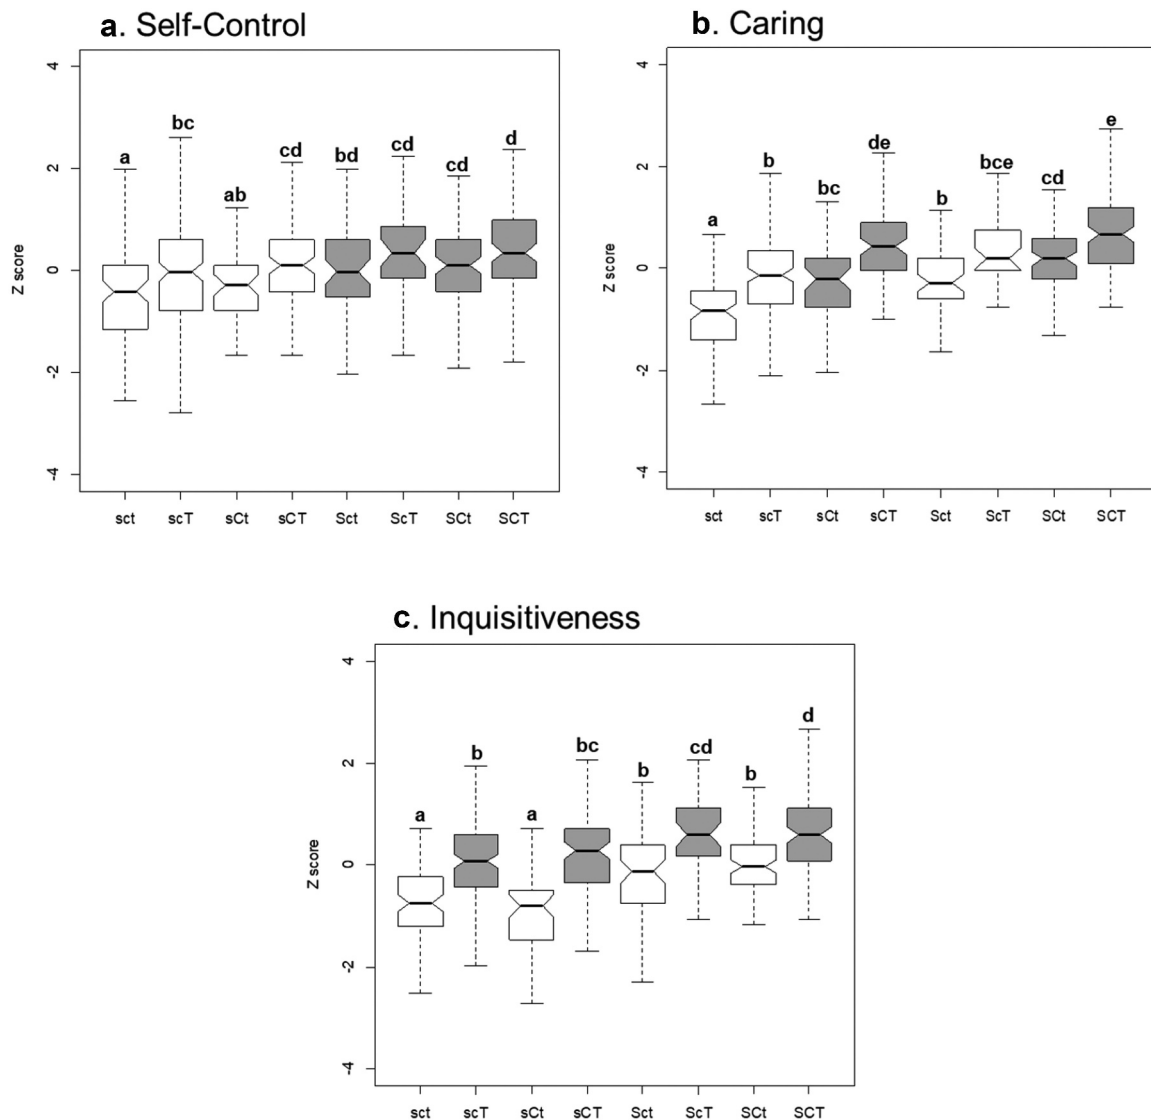 a. Self-Control
4
2
0
-2
-4
Z score
a
bc
ab
cd
bd
cd
cd
d
sct scT sCt sCT Sct ScT SCt SCT
b. Caring
4
2
0
-2
-4
Z score
a
b
bc
de
b
bce
cd
e
sct scT sCt sCT Sct ScT SCt SCT
c. Inquisitiveness
4
2
0
-2
-4
Z score
a
b
a
bc
b
cd
b
d
sct scT sCt sCT Sct ScT SCt SCT